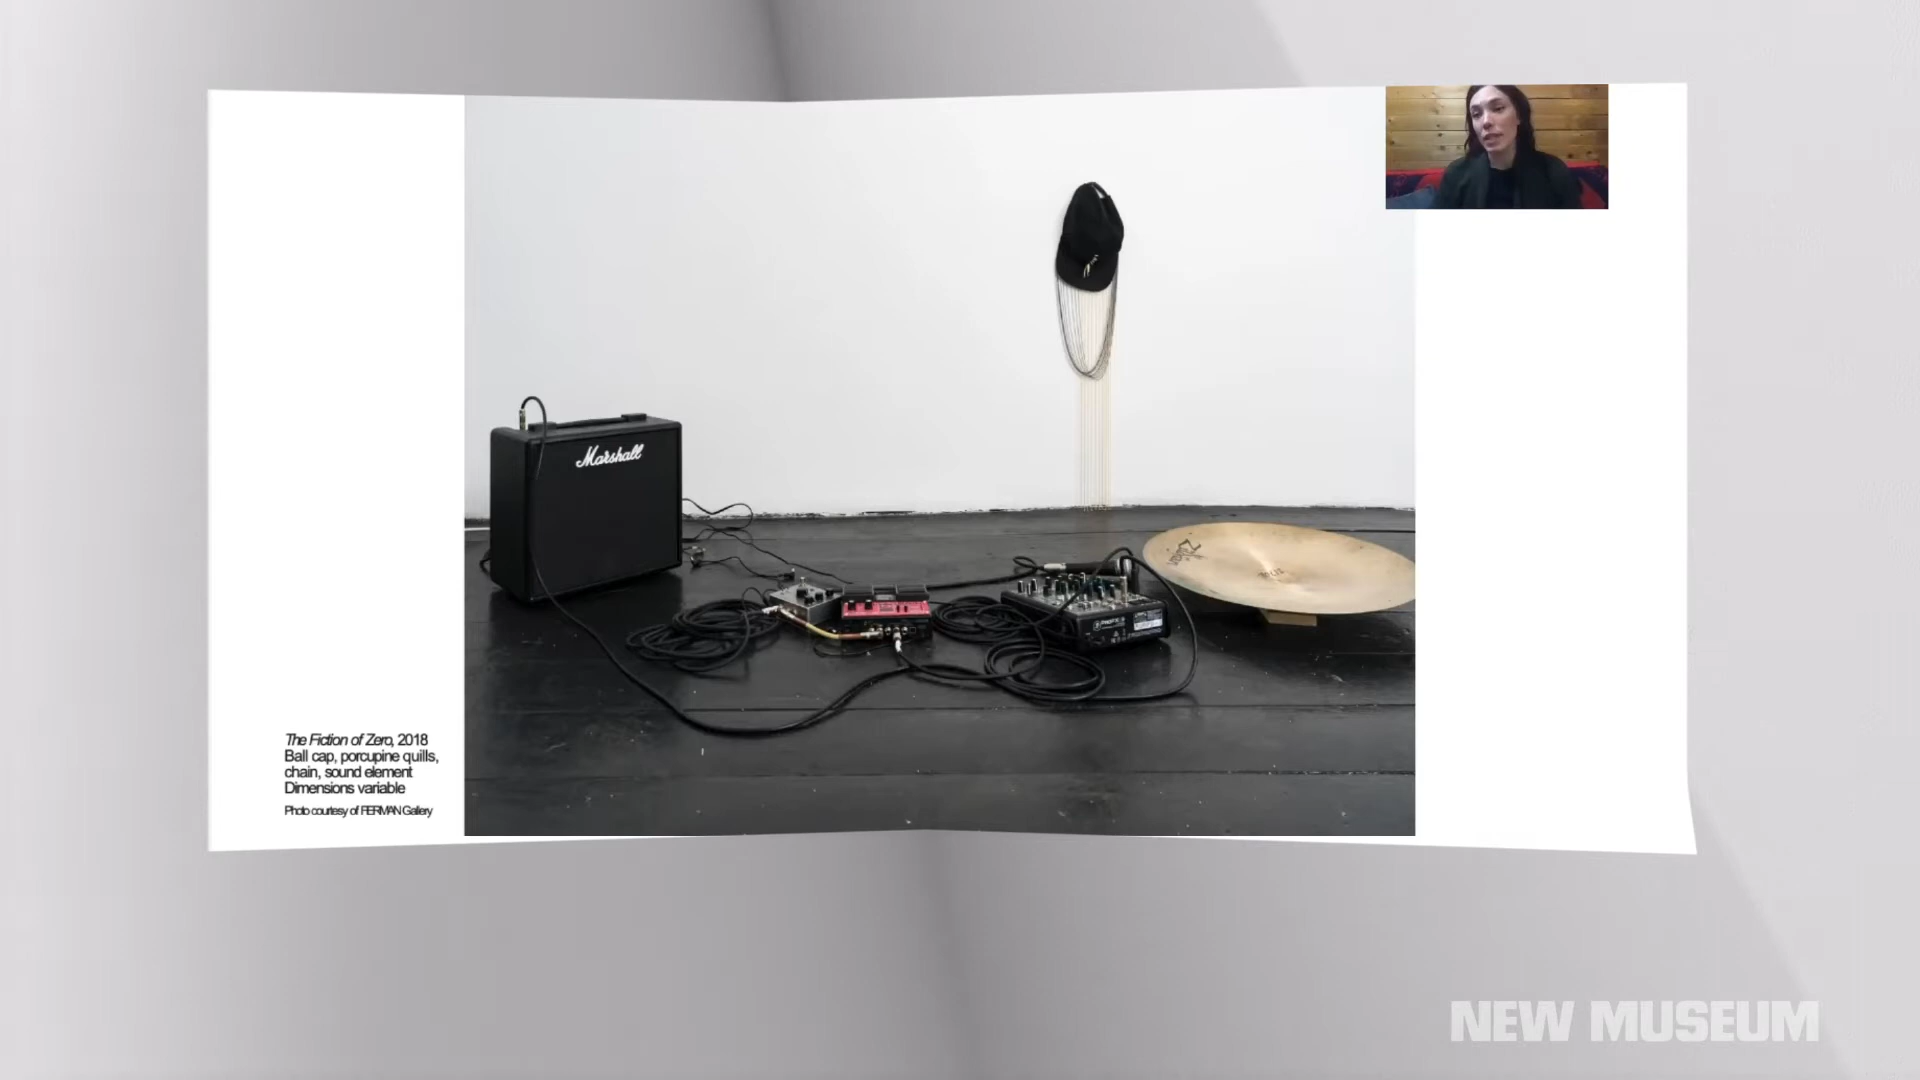 Marshall
The Fiction of Zero, 2018
Ball cap, porcupine quills,
chain, sound element
Dimensions variable
Photo courtesy of FIERMAN Gallery
NEW MUSEUM